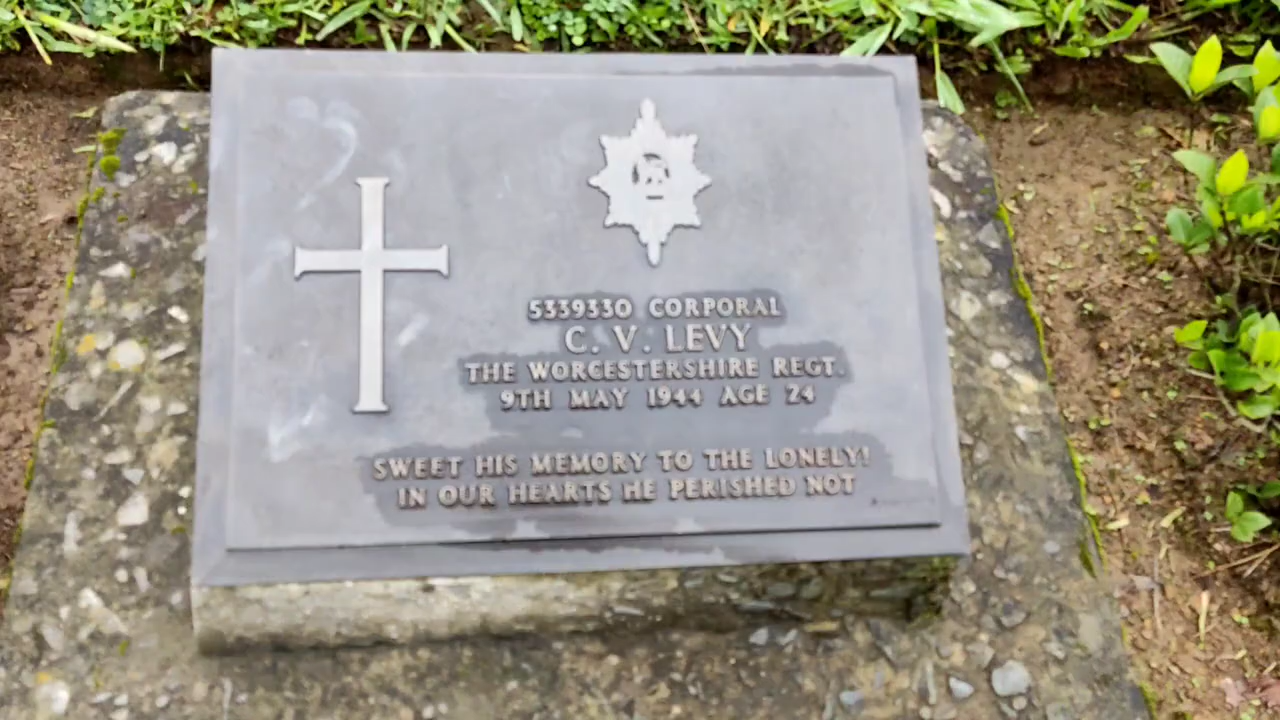 5339330 CORPORAL
C. V. LEVY
THE WORCESTERSHIRE REGT.
9TH MAY 1944 AGE 24
SWEET HIS MEMORY TO THE LONELY!
IN OUR HEARTS HE PERISHED NOT